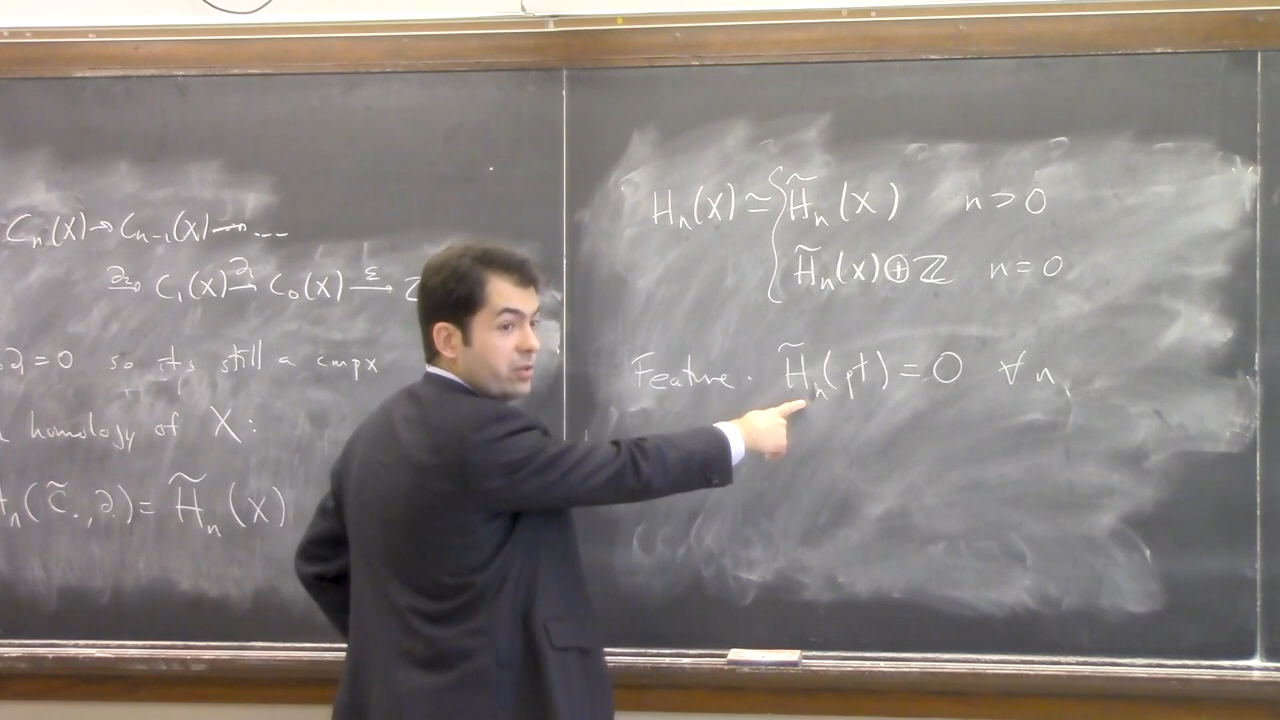 Cₙ(X)→Cₙ₋₁(X)→...
∂₂→ C₁(X) ∂₁→ C₀(X) ε→ ℤ
∂=0 so its still a cmpx
homology of X:
Hₙ(C̃., ∂.)= H̃ₙ(X)
Hₙ(X) ≃ { H̃ₙ(X) n>0
H̃ₙ(X)⊕ℤ n=0
Feature. H̃ₙ(pt)=0 ∀n